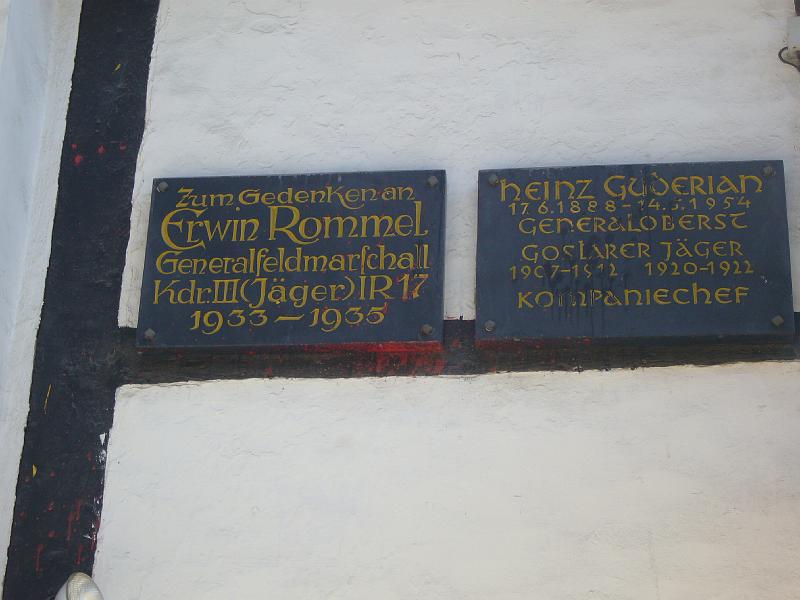 Zum Gedenken an
Erwin Rommel
Generalfeldmarschall
Kdr. III (Jäger) IR 17
1933 – 1935
HEINZ GUDERIAN
17.6.1888 – 14.5.1954
GENERALOBERST
GOSLARER JÄGER
1907–1912 1920–1922
KOMPANIECHEF